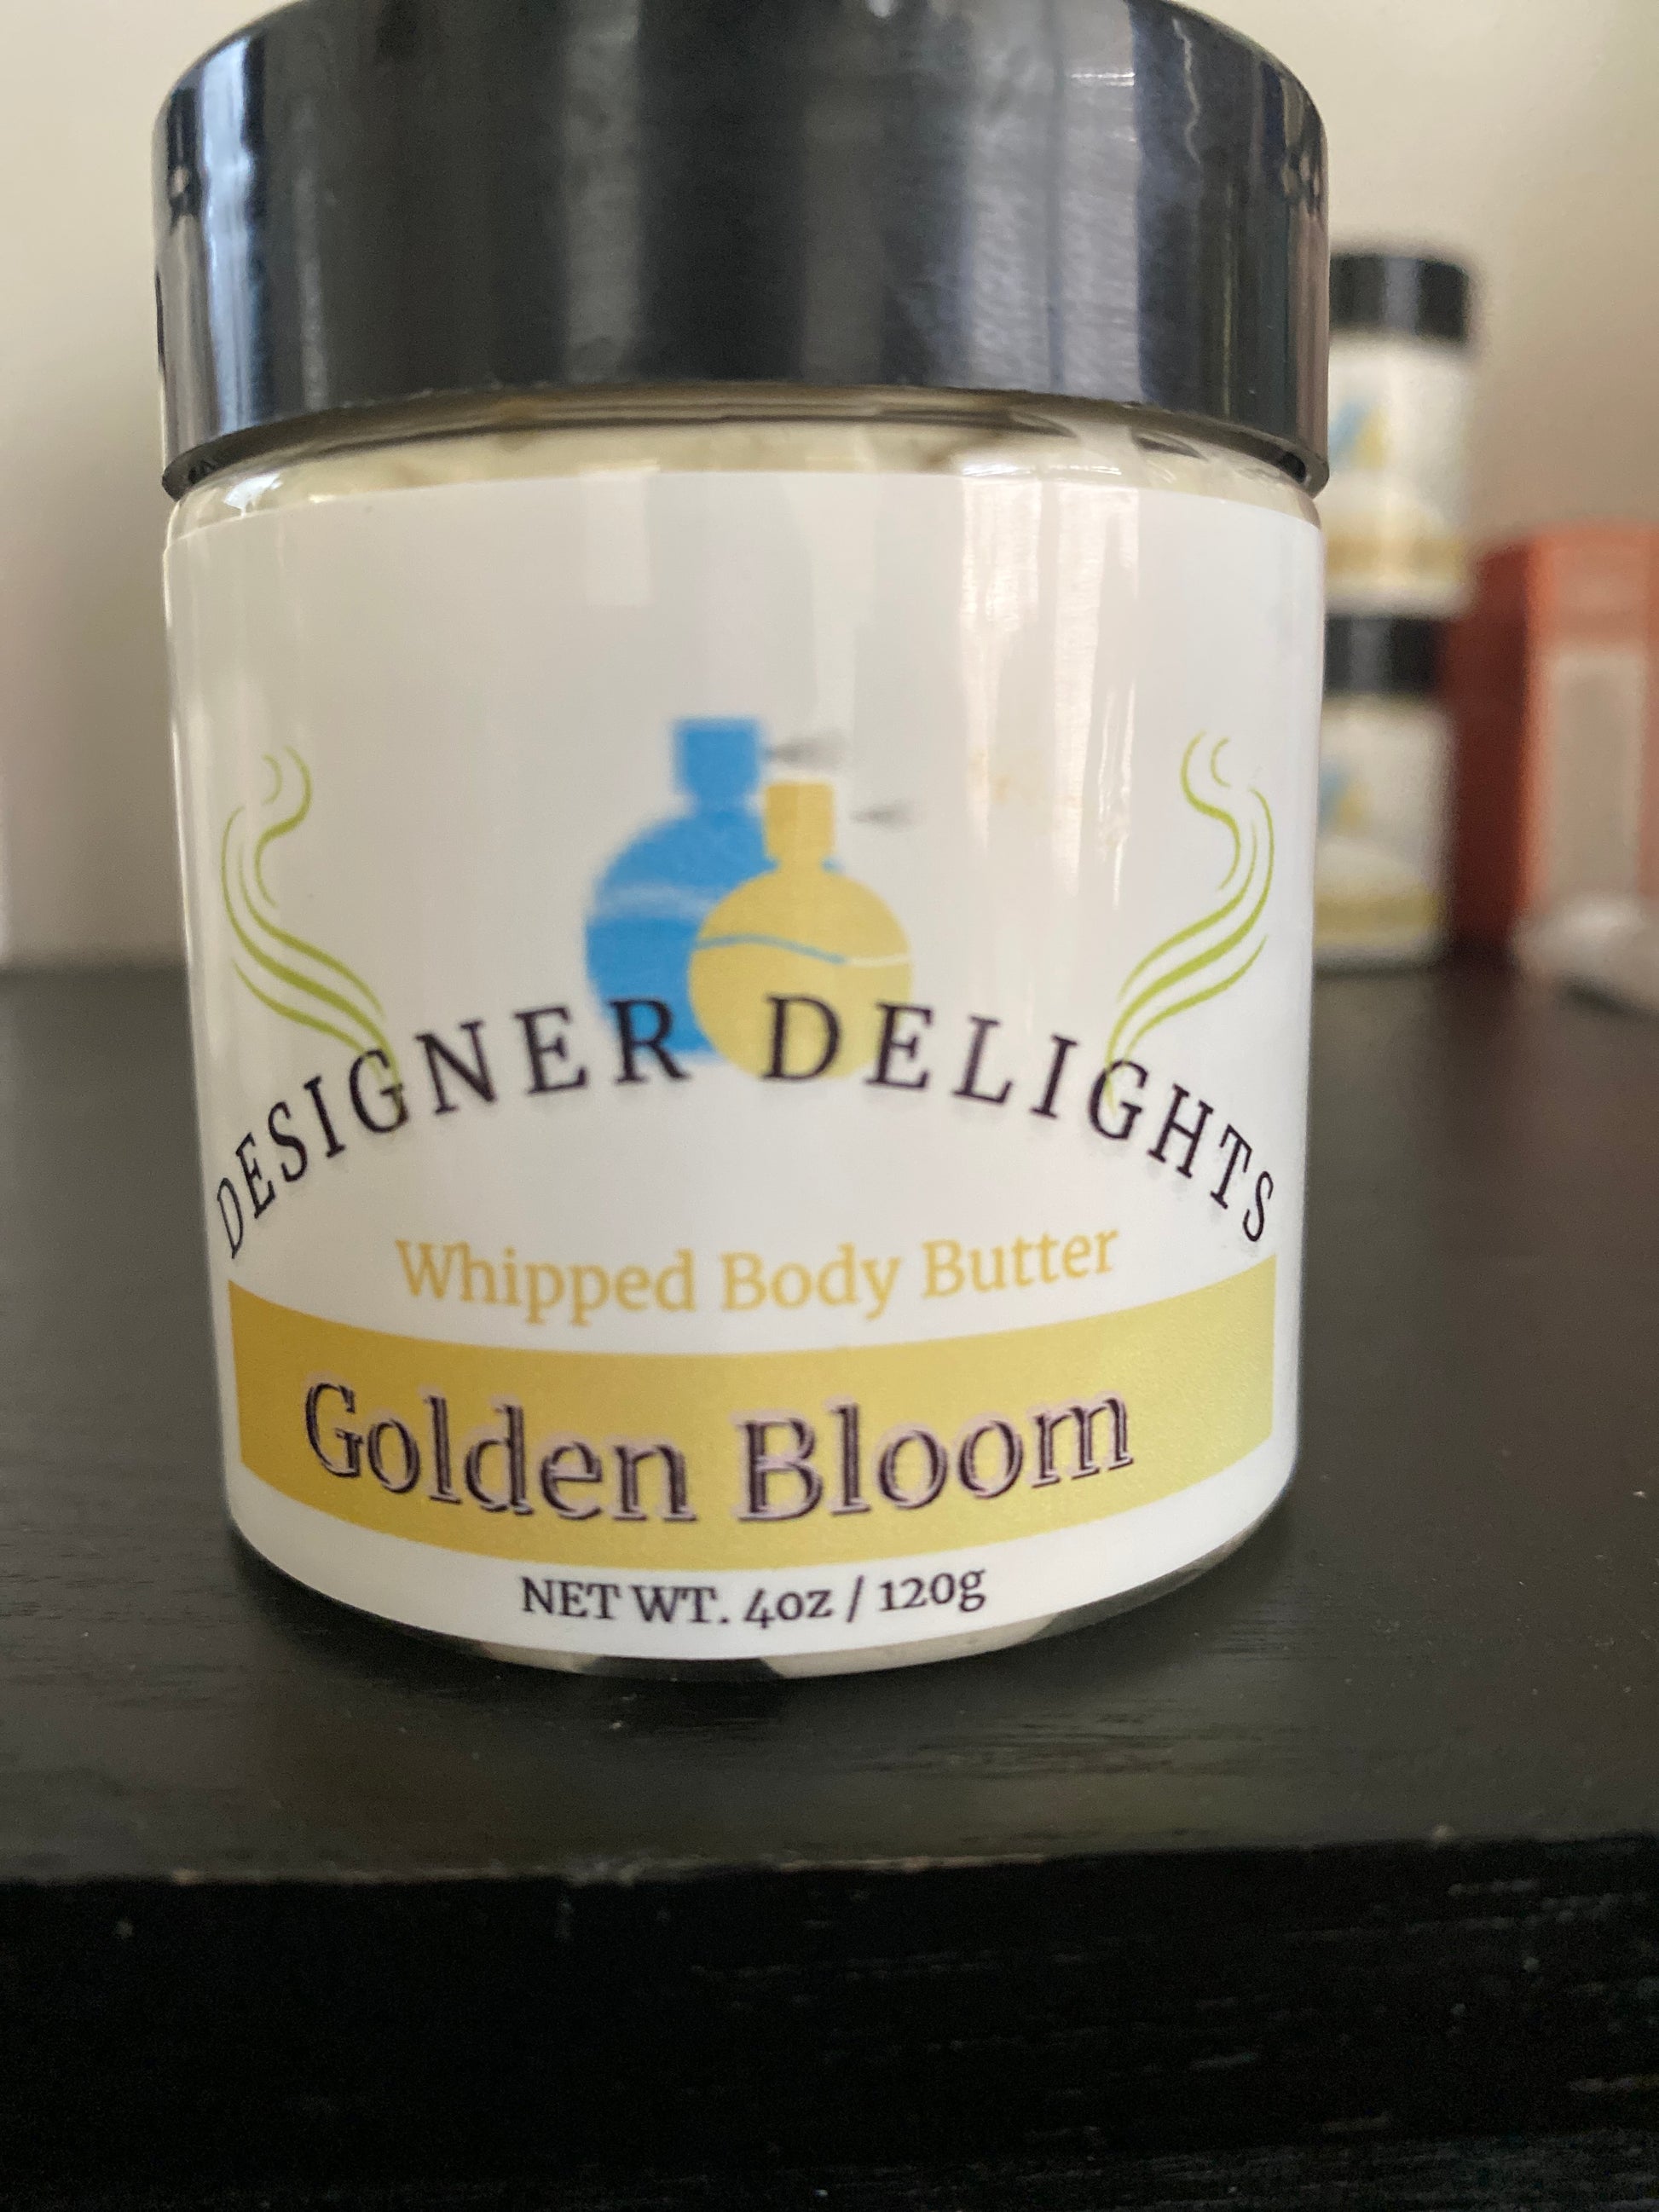 DESIGNER DELIGHTS
Whipped Body Butter
Golden Bloom
NET WT. 4oz / 120g